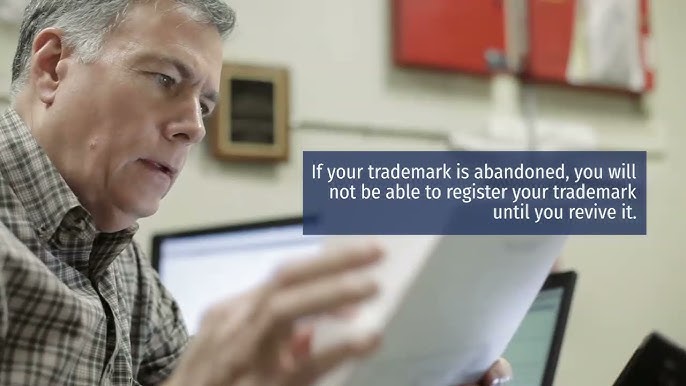 If your trademark is abandoned, you will
not be able to register your trademark
until you revive it.